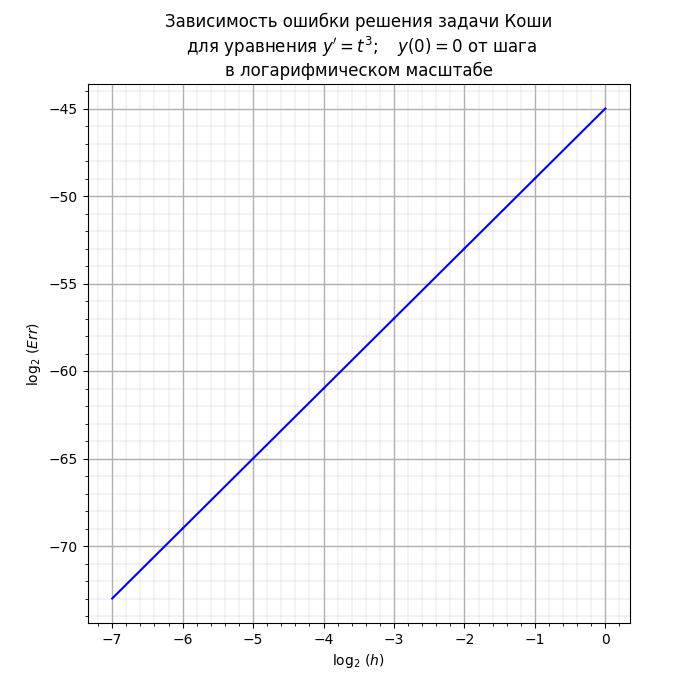 Зависимость ошибки решения задачи Коши
для уравнения y′ = t³; y(0) = 0 от шага
в логарифмическом масштабе
−45
−50
−55
−60
−65
−70
log₂ (Err)
−7 −6 −5 −4 −3 −2 −1 0
log₂ (h)